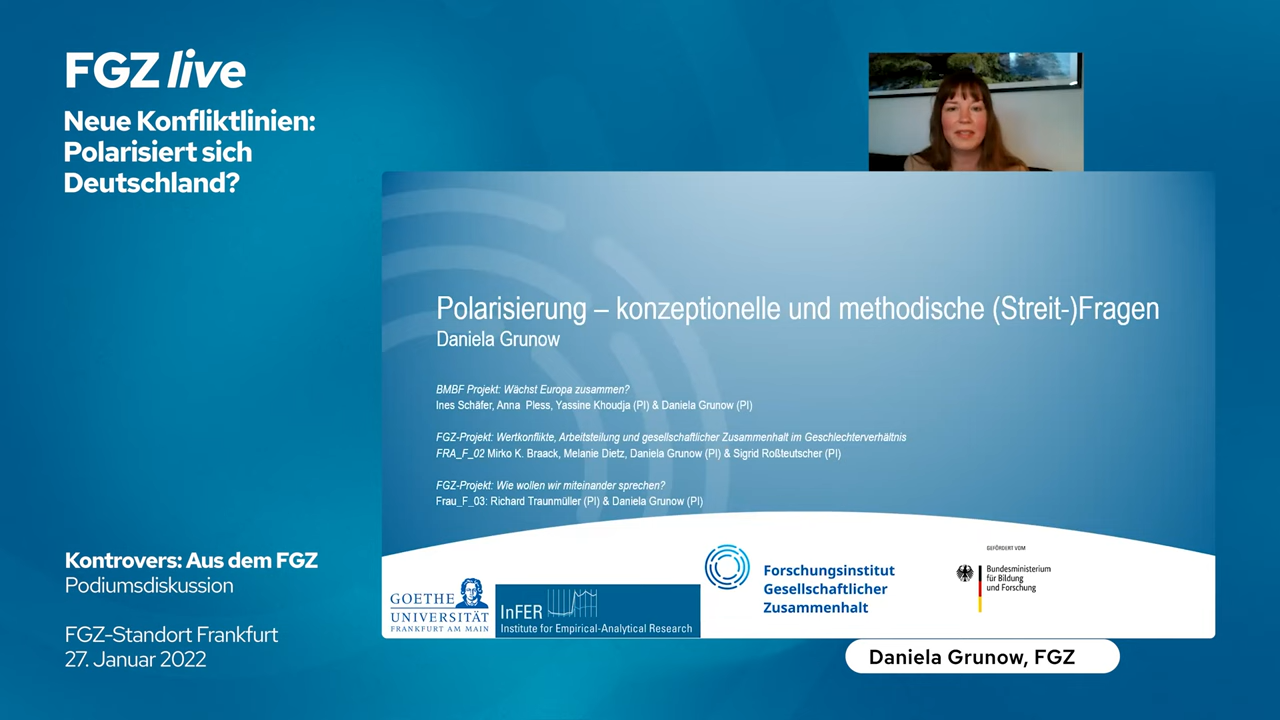 FGZ live
Neue Konfliktlinien:
Polarisiert sich
Deutschland?
Polarisierung – konzeptionelle und methodische (Streit-)Fragen
Daniela Grunow
BMBF Projekt: Wächst Europa zusammen?
Ines Schäfer, Anna Pless, Yassine Khoudja (PI) & Daniela Grunow (PI)
FGZ-Projekt: Wertkonflikte, Arbeitsteilung und gesellschaftlicher Zusammenhalt im Geschlechterverhältnis
FRA_F_02 Mirko K. Braack, Melanie Dietz, Daniela Grunow (PI) & Sigrid Roßteutscher (PI)
FGZ-Projekt: Wie wollen wir miteinander sprechen?
Frau_F_03: Richard Traunmüller (PI) & Daniela Grunow (PI)
GOETHE
UNIVERSITÄT
FRANKFURT AM MAIN
InFER
Institute for Empirical-Analytical Research
Forschungsinstitut
Gesellschaftlicher
Zusammenhalt
GEFÖRDERT VOM
Bundesministerium
für Bildung
und Forschung
Kontrovers: Aus dem FGZ
Podiumsdiskussion
FGZ-Standort Frankfurt
27. Januar 2022
Daniela Grunow, FGZ